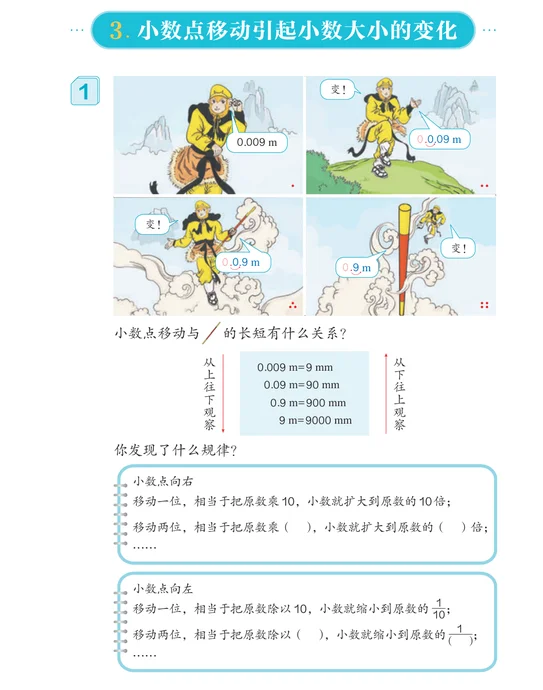 3. 小数点移动引起小数大小的变化
1
0.009 m
变！
0.0.09 m
变！
0.0.9 m
变！
0.9 m
小数点移动与 的长短有什么关系？
从上往下观察
0.009 m=9 mm
0.09 m=90 mm
0.9 m=900 mm
9 m=9000 mm
从下往上观察
你发现了什么规律？
小数点向右
移动一位，相当于把原数乘10，小数就扩大到原数的10倍；
移动两位，相当于把原数乘（ ），小数就扩大到原数的（ ）倍；
……
小数点向左
移动一位，相当于把原数除以10，小数就缩小到原数的1/10；
移动两位，相当于把原数除以（ ），小数就缩小到原数的1/( )；
……